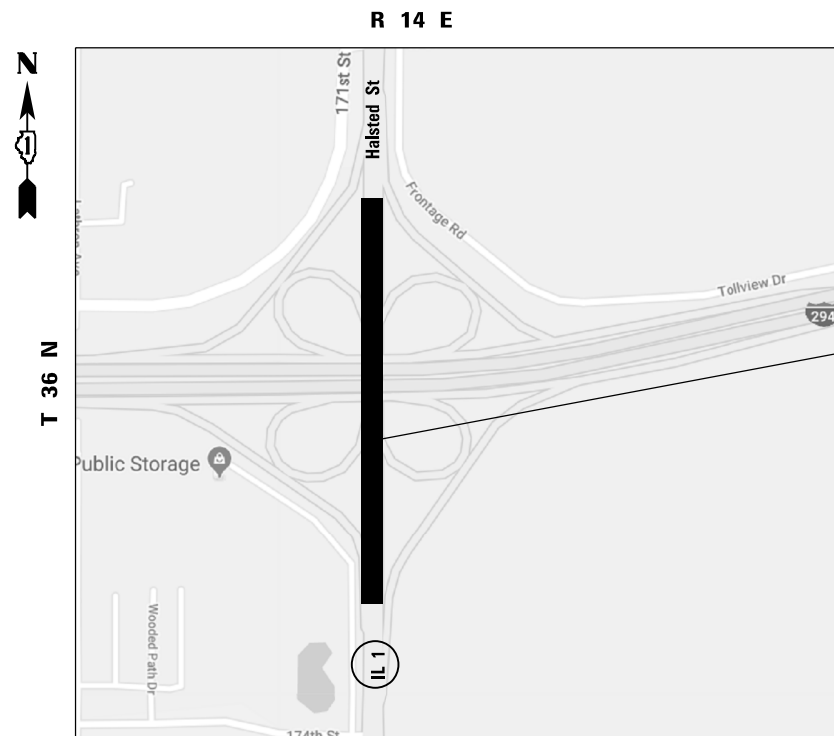 R 14 E
N
1
171st St
Halsted St
Frontage Rd
Tollview Dr
294
T 36 N
Public Storage
Wooded Path Dr
IL 1
174th St